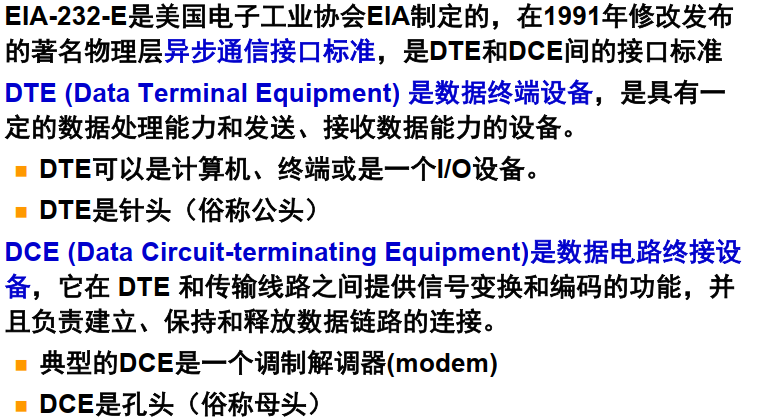 EIA-232-E是美国电子工业协会EIA制定的，在1991年修改发布
的著名物理层异步通信接口标准，是DTE和DCE间的接口标准
DTE (Data Terminal Equipment) 是数据终端设备，是具有一
定的数据处理能力和发送、接收数据能力的设备。
■ DTE可以是计算机、终端或是一个I/O设备。
■ DTE是针头（俗称公头）
DCE (Data Circuit-terminating Equipment)是数据电路终接设
备，它在 DTE 和传输线路之间提供信号变换和编码的功能，并
且负责建立、保持和释放数据链路的连接。
■ 典型的DCE是一个调制解调器(modem)
■ DCE是孔头（俗称母头）